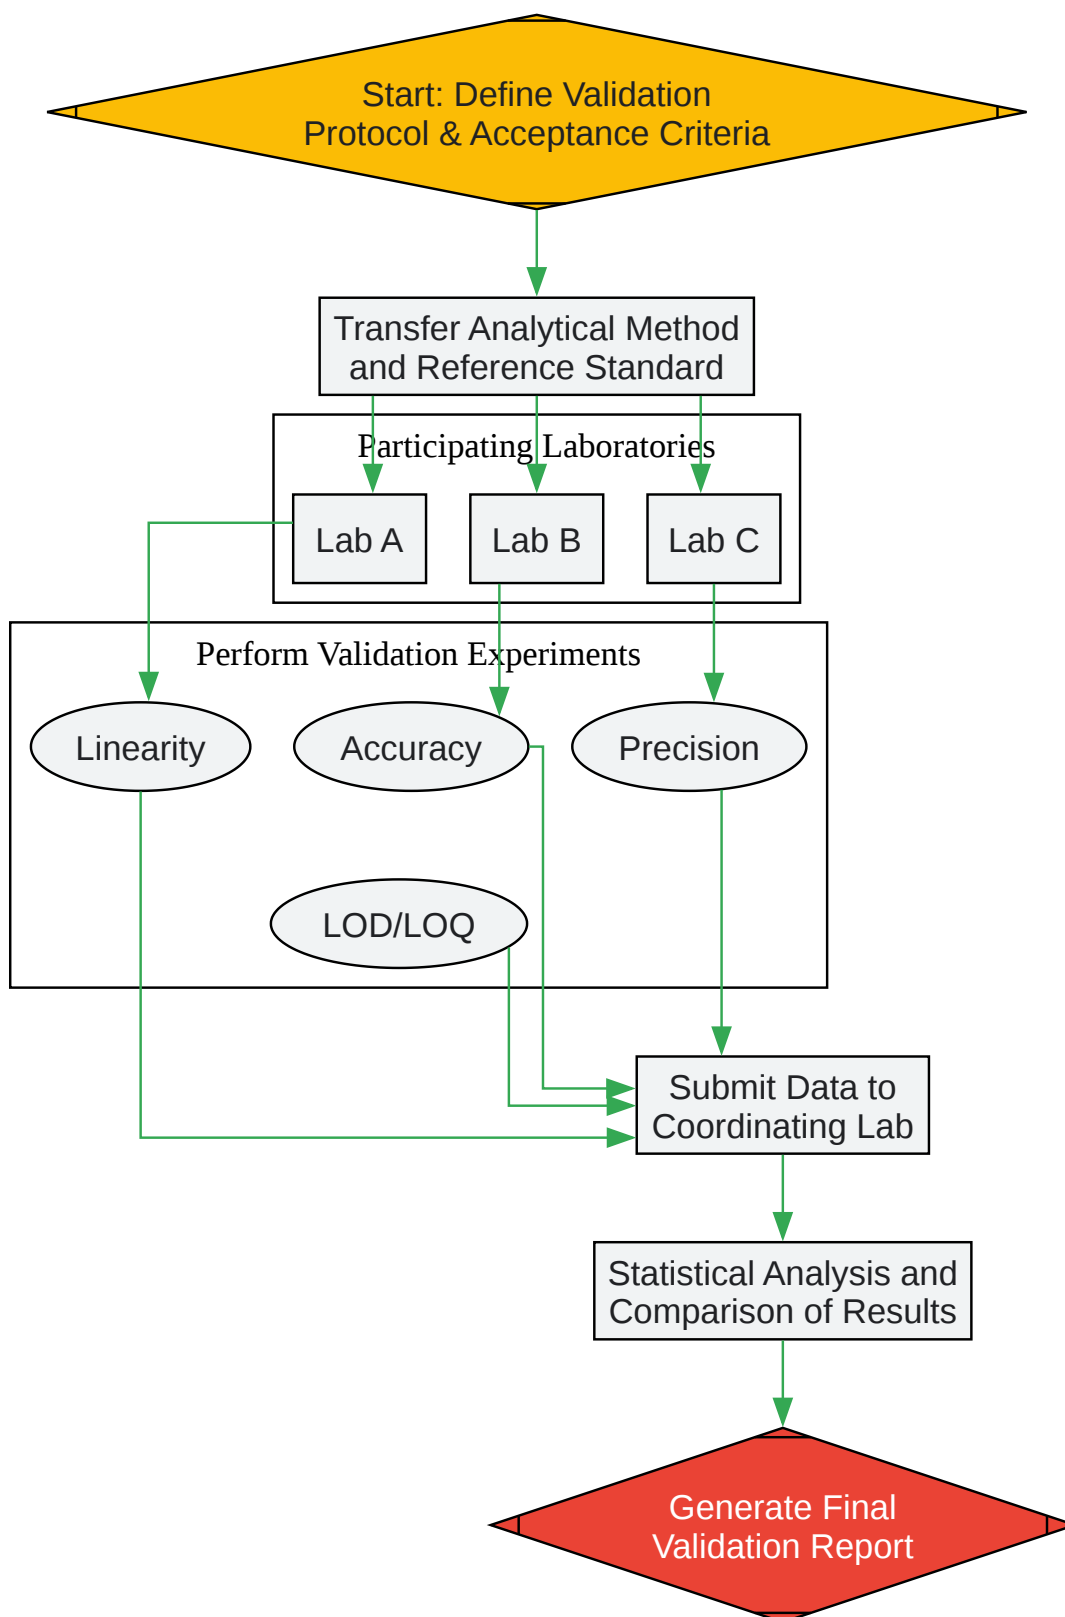 Start: Define Validation
Protocol & Acceptance Criteria
Transfer Analytical Method
and Reference Standard
Participating Laboratories
Lab A
Lab B
Lab C
Perform Validation Experiments
Linearity
Accuracy
Precision
LOD/LOQ
Submit Data to
Coordinating Lab
Statistical Analysis and
Comparison of Results
Generate Final
Validation Report